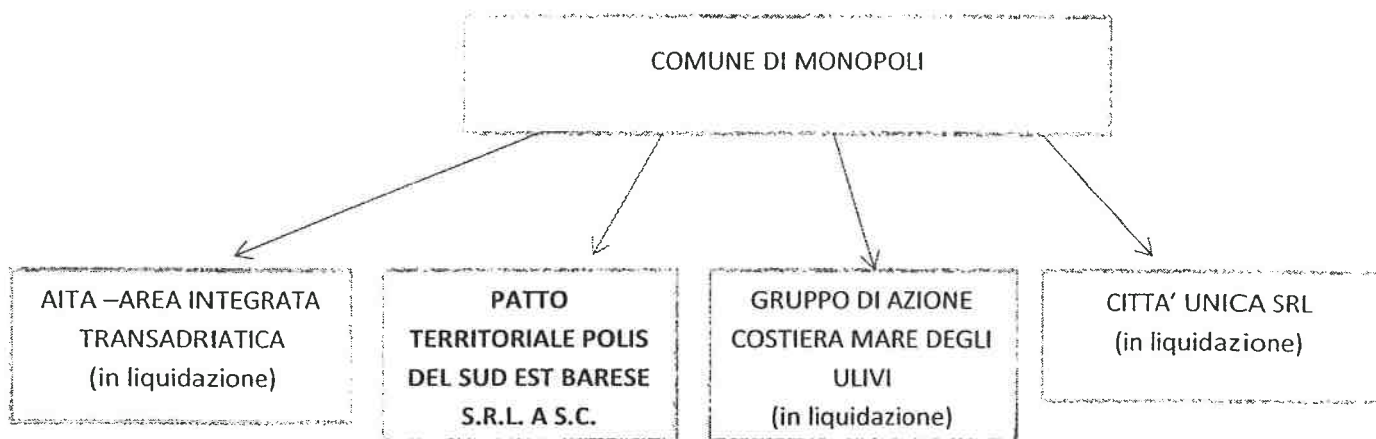 COMUNE DI MONOPOLI
AITA –AREA INTEGRATA
TRANSADRIATICA
(in liquidazione)
PATTO
TERRITORIALE POLIS
DEL SUD EST BARESE
S.R.L. A S.C.
GRUPPO DI AZIONE
COSTIERA MARE DEGLI
ULIVI
(in liquidazione)
CITTA’ UNICA SRL
(in liquidazione)